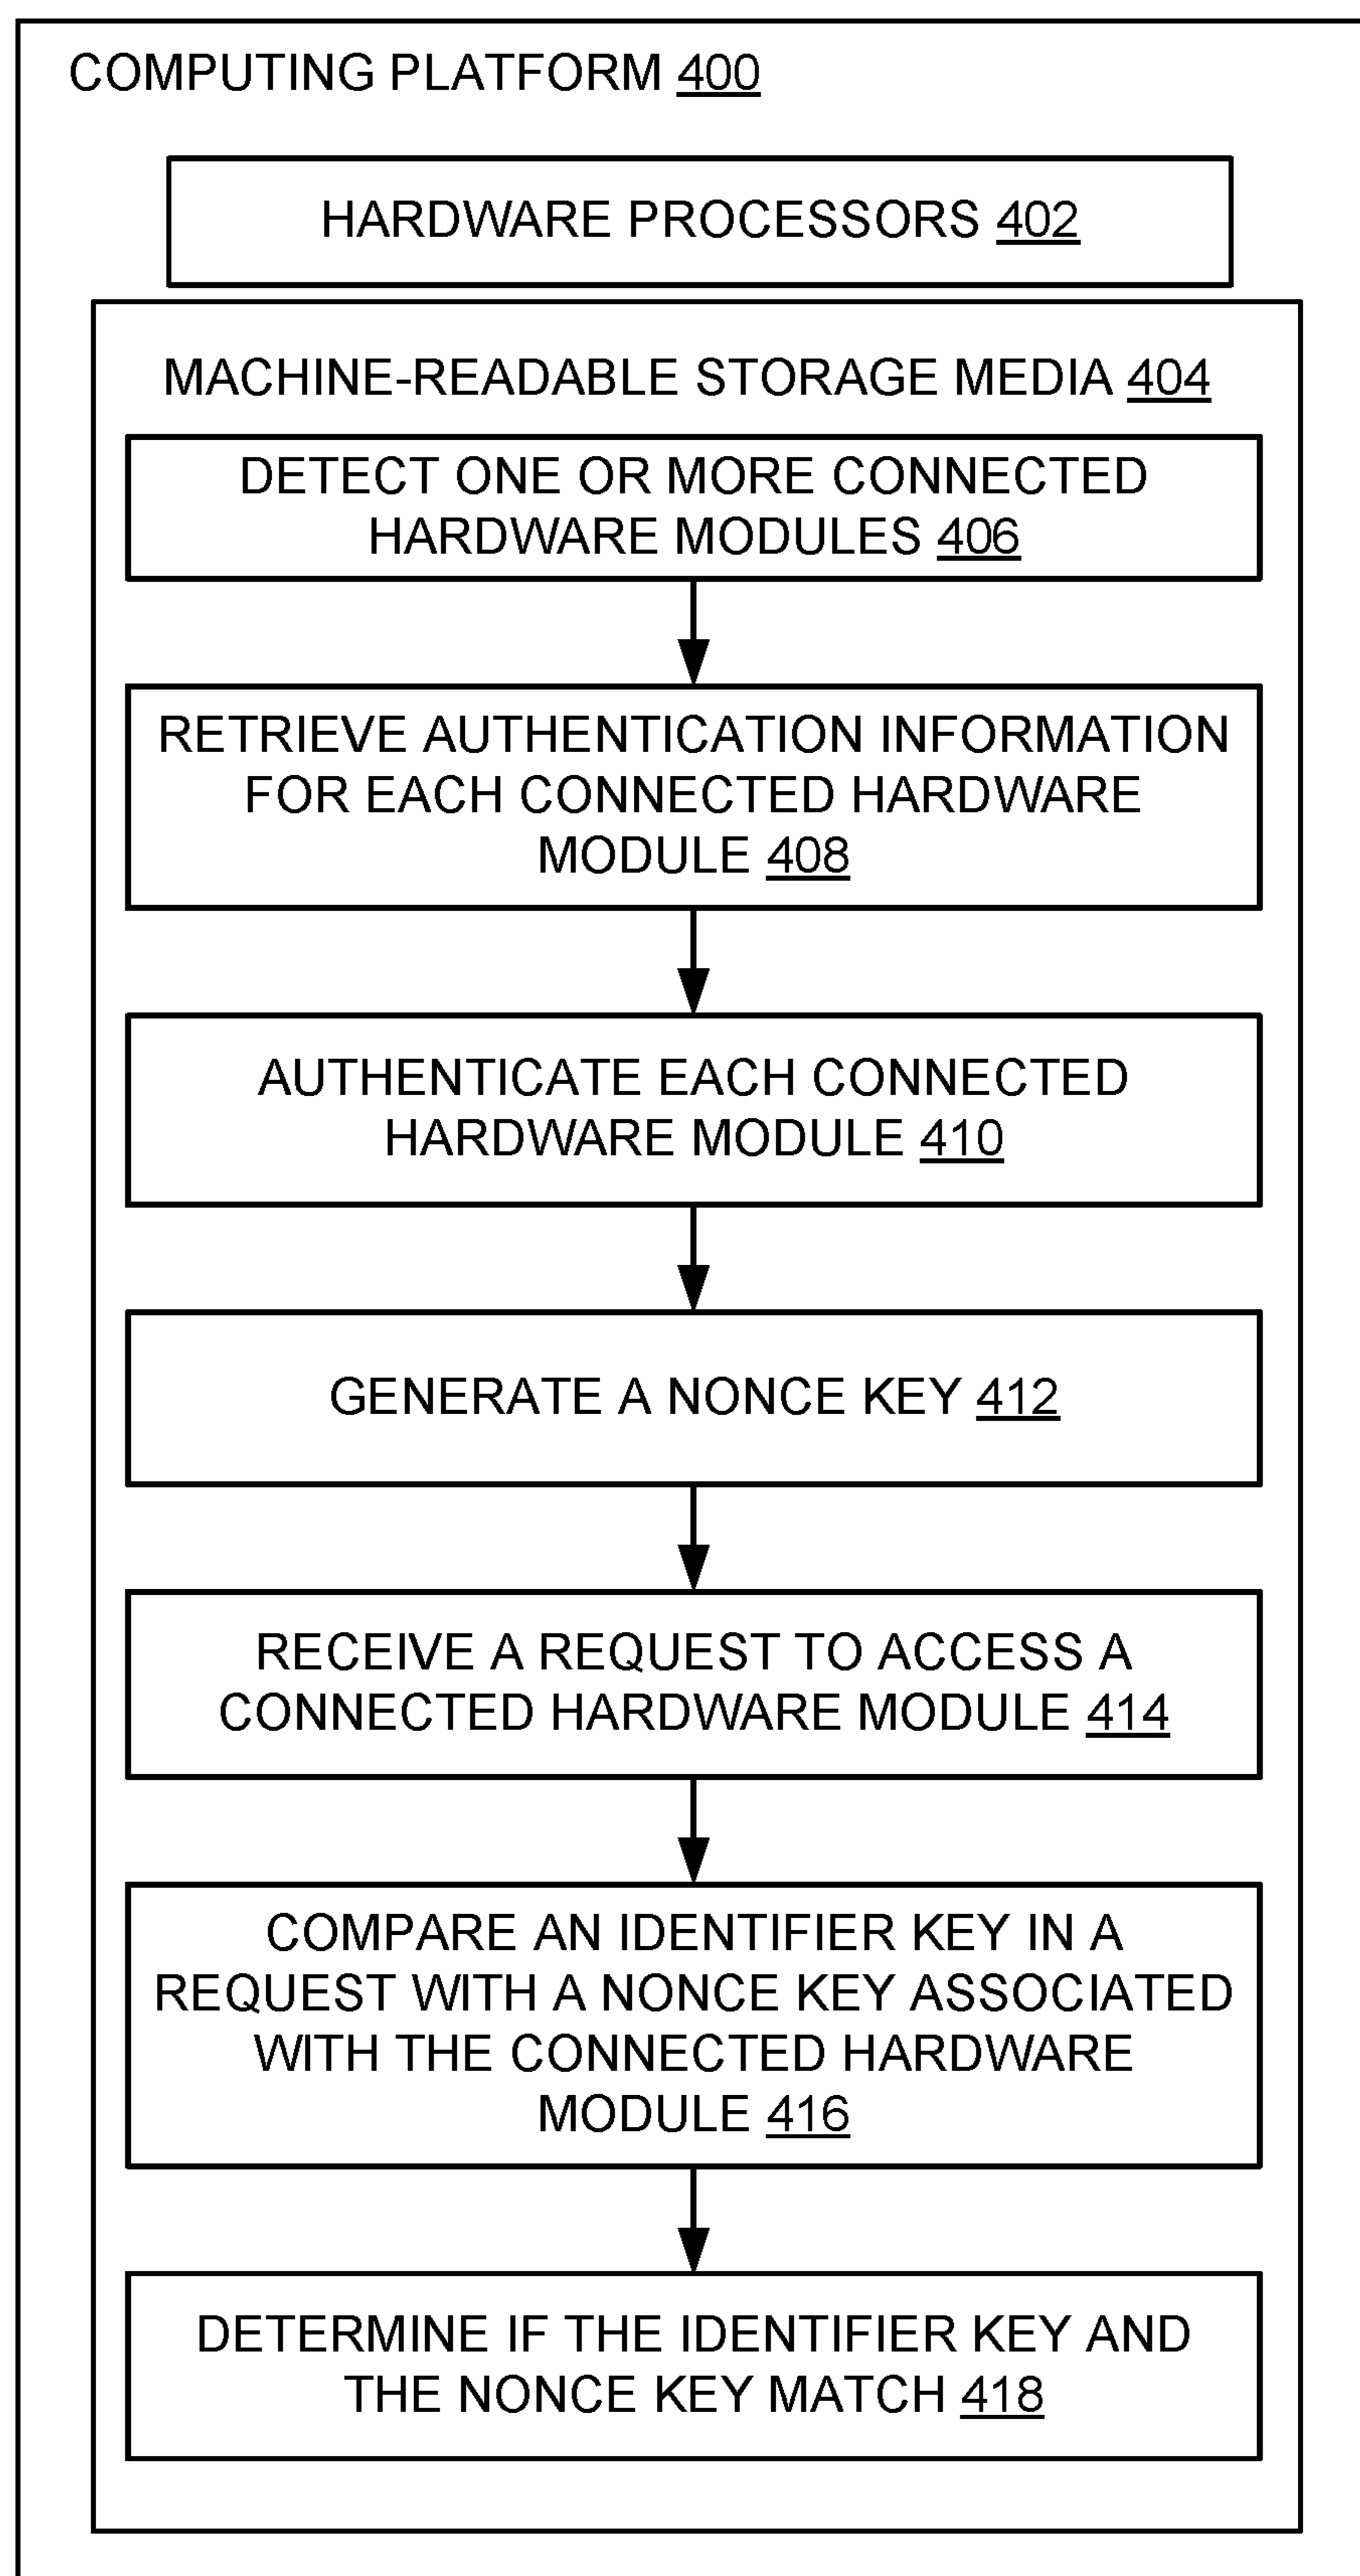 COMPUTING PLATFORM 400
HARDWARE PROCESSORS 402
MACHINE-READABLE STORAGE MEDIA 404
DETECT ONE OR MORE CONNECTED
HARDWARE MODULES 406
RETRIEVE AUTHENTICATION INFORMATION
FOR EACH CONNECTED HARDWARE
MODULE 408
AUTHENTICATE EACH CONNECTED
HARDWARE MODULE 410
GENERATE A NONCE KEY 412
RECEIVE A REQUEST TO ACCESS A
CONNECTED HARDWARE MODULE 414
COMPARE AN IDENTIFIER KEY IN A
REQUEST WITH A NONCE KEY ASSOCIATED
WITH THE CONNECTED HARDWARE
MODULE 416
DETERMINE IF THE IDENTIFIER KEY AND
THE NONCE KEY MATCH 418